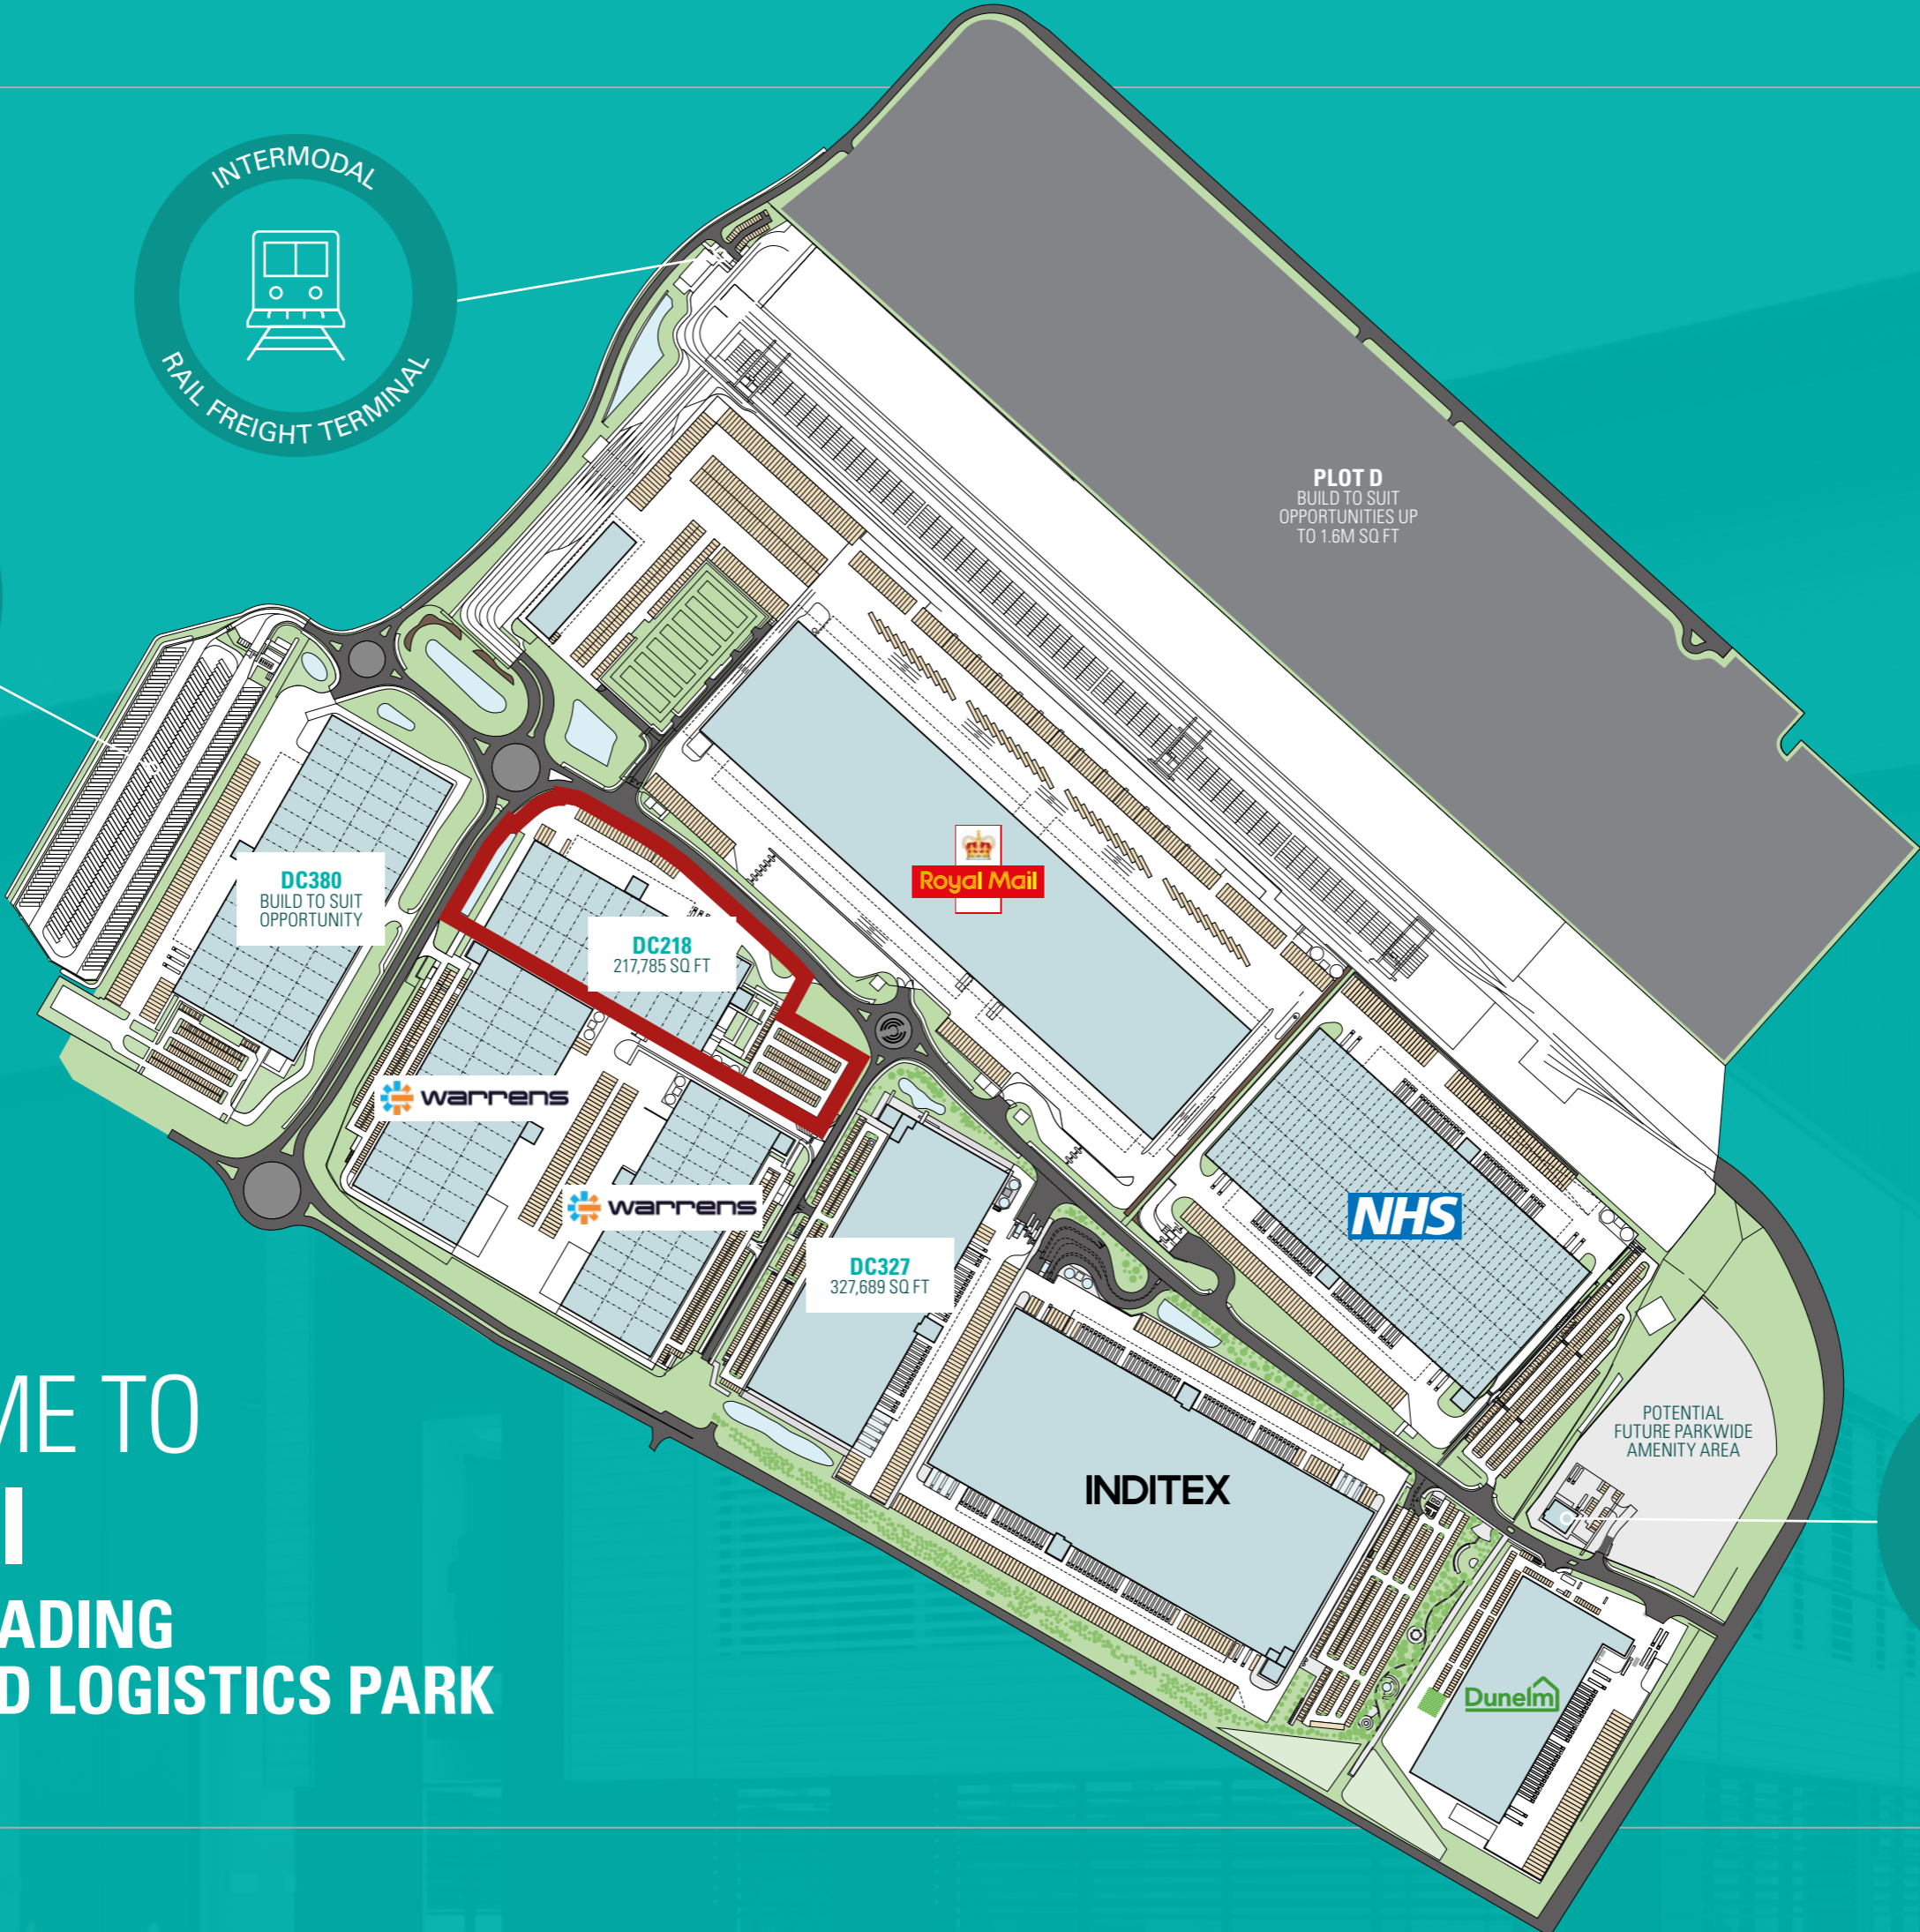 INTERMODAL
RAIL FREIGHT TERMINAL
PLOT D
BUILD TO SUIT
OPPORTUNITIES UP
TO 1.6M SQ FT
Royal Mail
DC380
BUILD TO SUIT
OPPORTUNITY
DC218
217,785 SQ FT
warrens
warrens
NHS
DC327
327,689 SQ FT
POTENTIAL
FUTURE PARKWIDE
AMENITY AREA
INDITEX
Dunelm
ME TO
I
ADING
D LOGISTICS PARK